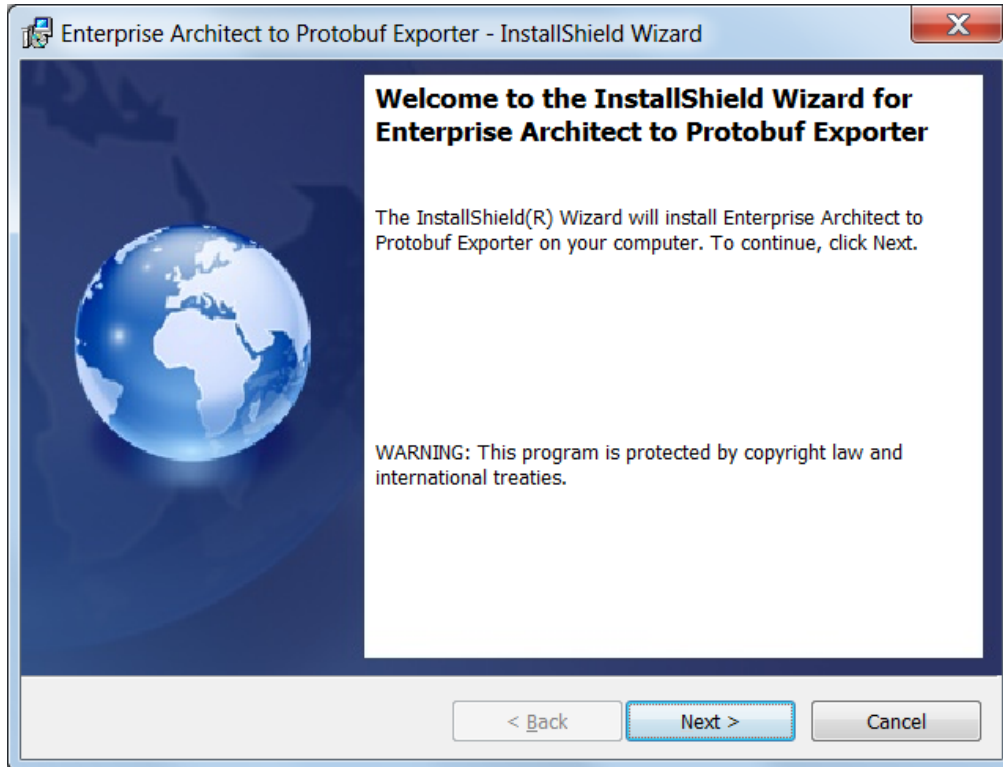 Enterprise Architect to Protobuf Exporter - InstallShield Wizard
Welcome to the InstallShield Wizard for
Enterprise Architect to Protobuf Exporter
The InstallShield(R) Wizard will install Enterprise Architect to
Protobuf Exporter on your computer. To continue, click Next.
WARNING: This program is protected by copyright law and
international treaties.
< Back
Next >
Cancel